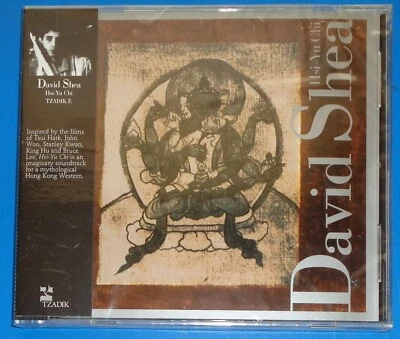 David Shea
Hsi-Yu Chi
TZADIK
Inspired by the films
of Tsui Hark, John
Woo, Stanley Kwan,
King Hu and Bruce
Lee, Hsi-Yu Chi is an
imaginary soundtrack
for a mythological
Hong Kong Western.
TZADIK
David Shea
Hsi-Yu Chi